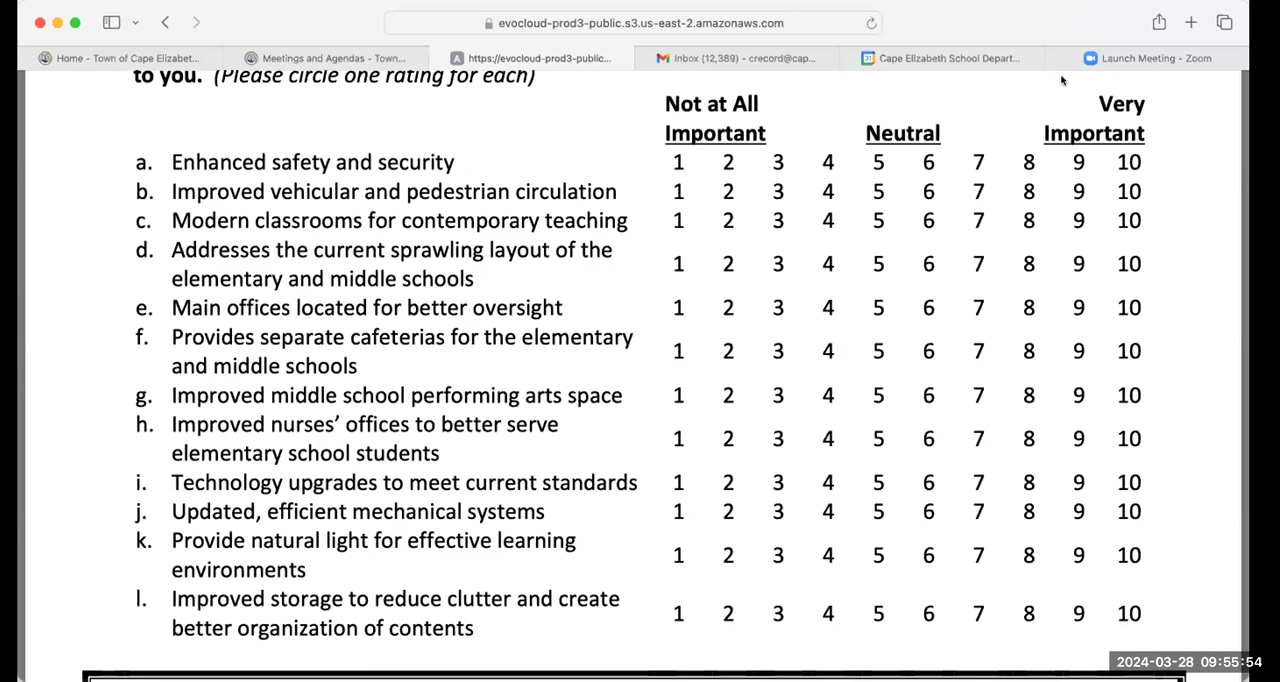 evocloud-prod3-public.s3.us-east-2.amazonaws.com
Home - Town of Cape Elizabet...
Meetings and Agendas - Town...
https://evocloud-prod3-public...
Inbox (12,389) - crecord@cap...
Cape Elizabeth School Depart...
Launch Meeting - Zoom
to you. (Please circle one rating for each)
Not at All Very
Important Neutral Important
a. Enhanced safety and security 1 2 3 4 5 6 7 8 9 10
b. Improved vehicular and pedestrian circulation 1 2 3 4 5 6 7 8 9 10
c. Modern classrooms for contemporary teaching 1 2 3 4 5 6 7 8 9 10
d. Addresses the current sprawling layout of the
elementary and middle schools 1 2 3 4 5 6 7 8 9 10
e. Main offices located for better oversight 1 2 3 4 5 6 7 8 9 10
f. Provides separate cafeterias for the elementary
and middle schools 1 2 3 4 5 6 7 8 9 10
g. Improved middle school performing arts space 1 2 3 4 5 6 7 8 9 10
h. Improved nurses’ offices to better serve
elementary school students 1 2 3 4 5 6 7 8 9 10
i. Technology upgrades to meet current standards 1 2 3 4 5 6 7 8 9 10
j. Updated, efficient mechanical systems 1 2 3 4 5 6 7 8 9 10
k. Provide natural light for effective learning
environments 1 2 3 4 5 6 7 8 9 10
l. Improved storage to reduce clutter and create
better organization of contents 1 2 3 4 5 6 7 8 9 10
2024-03-28 09:55:54